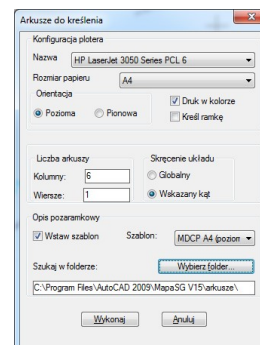 Arkusze do kreślenia
Konfiguracja plotera
Nazwa HP LaserJet 3050 Series PCL 6
Rozmiar papieru A4
Orientacja
Pozioma Pionowa
Druk w kolorze
Kreśl ramkę
Liczba arkuszy
Kolumny: 6
Wiersze: 1
Skręcenie układu
Globalny
Wskazany kąt
Opis pozaramkowy
Wstaw szablon Szablon: MDCP A4 (poziom
Szukaj w folderze: Wybierz folder...
C:\Program Files\AutoCAD 2009\MapaSG V15\arkusze\
Wykonaj Anuluj